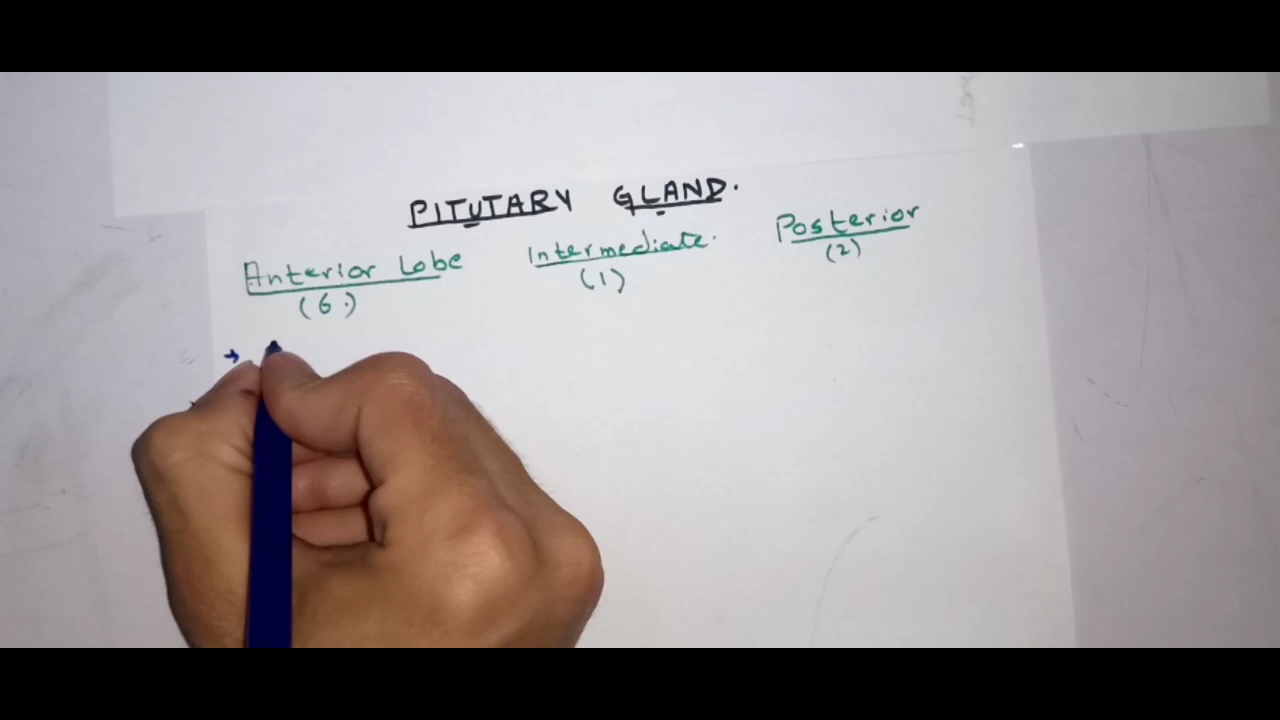 PITUTARY GLAND.
Anterior Lobe Intermediate. Posterior
(6.) (1) (2)
→